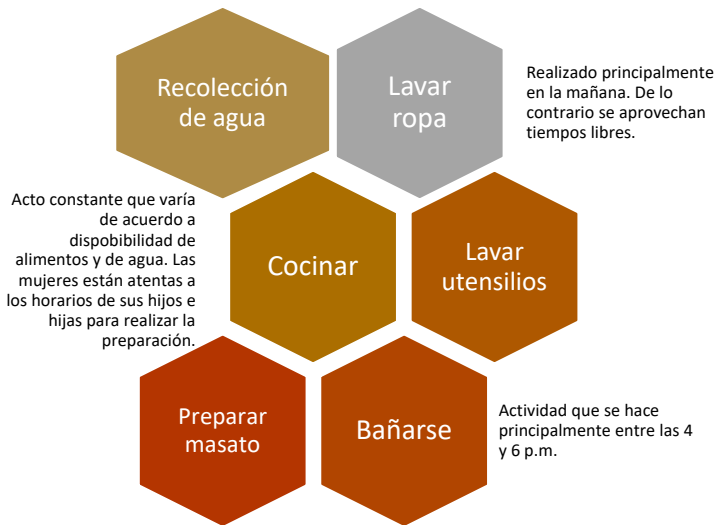 Recolección
de agua
Lavar
ropa
Realizado principalmente
en la mañana. De lo
contrario se aprovechan
tiempos libres.
Acto constante que varía
de acuerdo a
dispobibilidad de
alimentos y de agua. Las
mujeres están atentas a
los horarios de sus hijos e
hijas para realizar la
preparación.
Cocinar
Lavar
utensilios
Preparar
masato
Bañarse
Actividad que se hace
principalmente entre las 4
y 6 p.m.